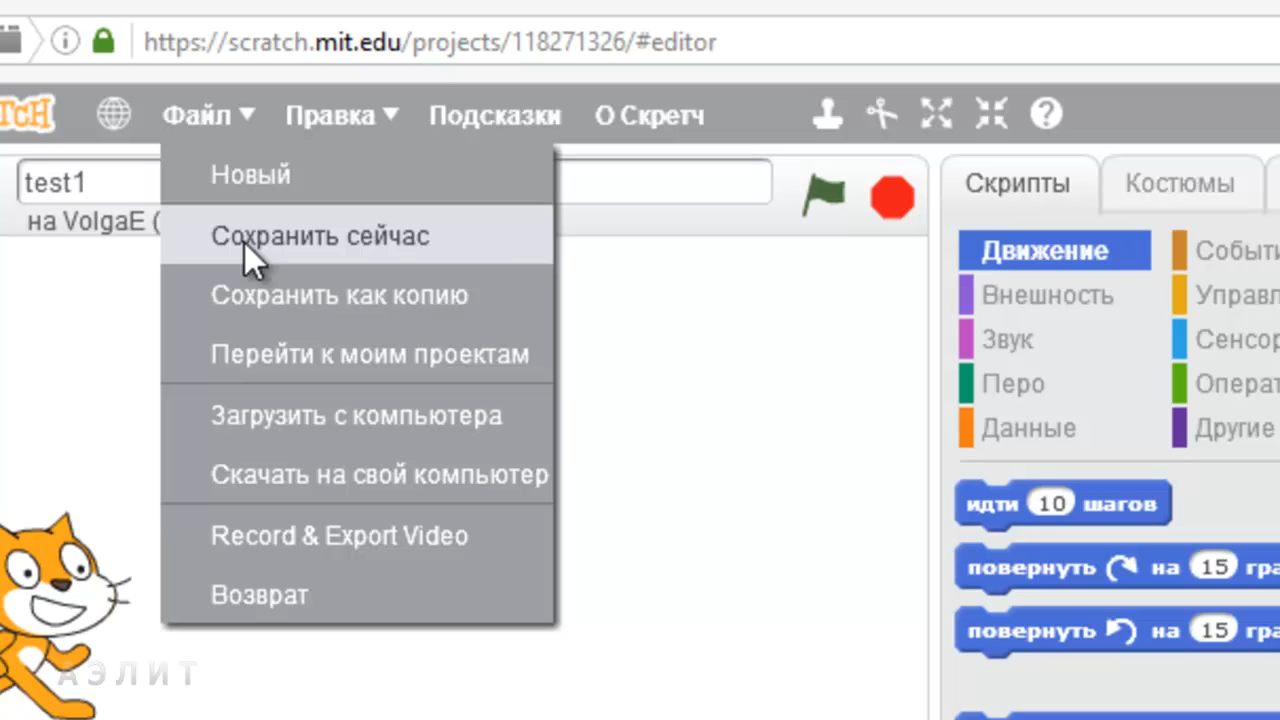 https://scratch.mit.edu/projects/118271326/#editor
Файл Правка Подсказки О Скретч
test1
на VolgaE (
Новый
Сохранить сейчас
Сохранить как копию
Перейти к моим проектам
Загрузить с компьютера
Скачать на свой компьютер
Record & Export Video
Возврат
Скрипты Костюмы
Движение
Внешность
Звук
Перо
Данные
Другие
идти 10 шагов
повернуть на 15
повернуть на 15
АЭЛИТ